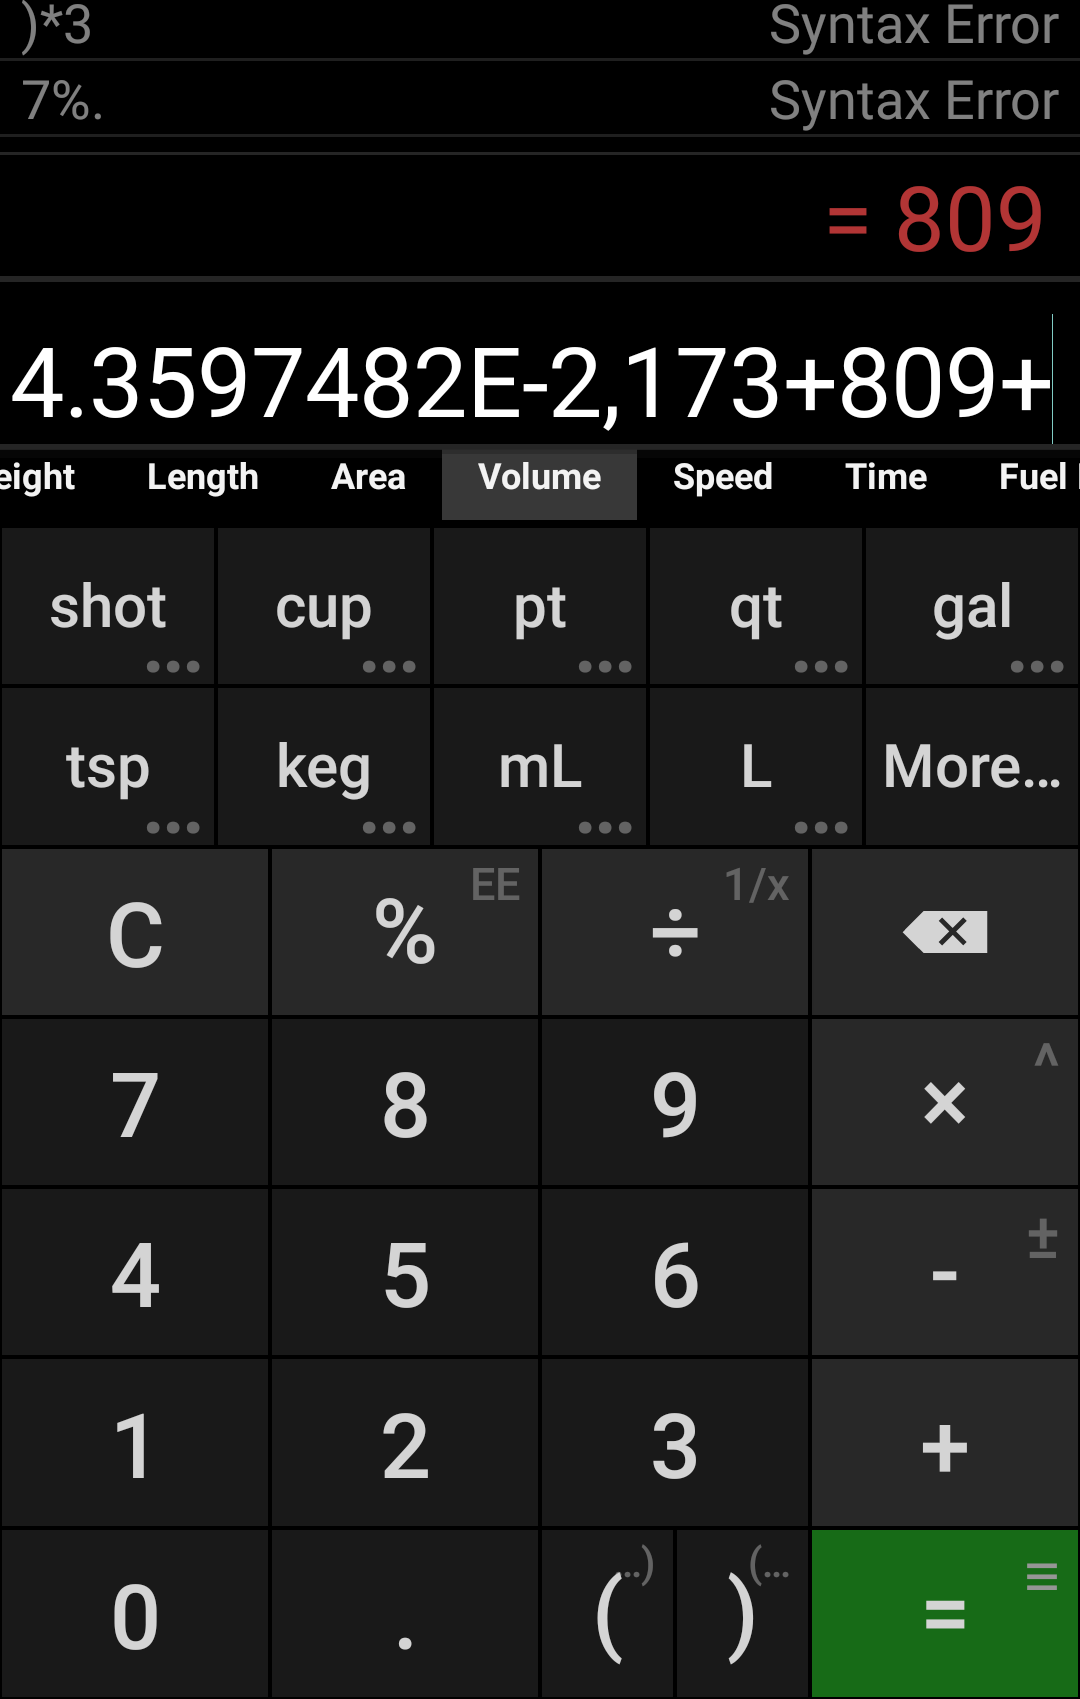 )*3 Syntax Error
7%. Syntax Error
= 809
4.3597482E-2,173+809+
eight Length Area Volume Speed Time Fuel
shot cup pt qt gal
tsp keg mL L More...
C % EE ÷ 1/x
7 8 9 × ^
4 5 6 - ±
1 2 3 +
0 . ( ..) ) (... =